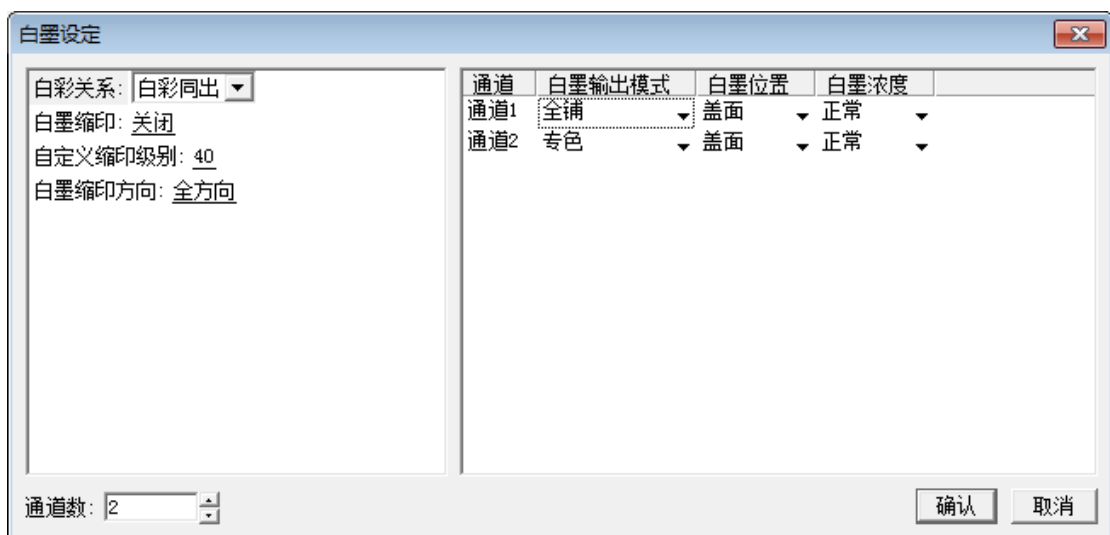 白墨设定
白彩关系: 白彩同出
白墨缩印: 关闭
自定义缩印级别: 40
白墨缩印方向: 全方向
通道 白墨输出模式 白墨位置 白墨浓度
通道1 全铺 盖面 正常
通道2 专色 盖面 正常
通道数: 2
确认 取消